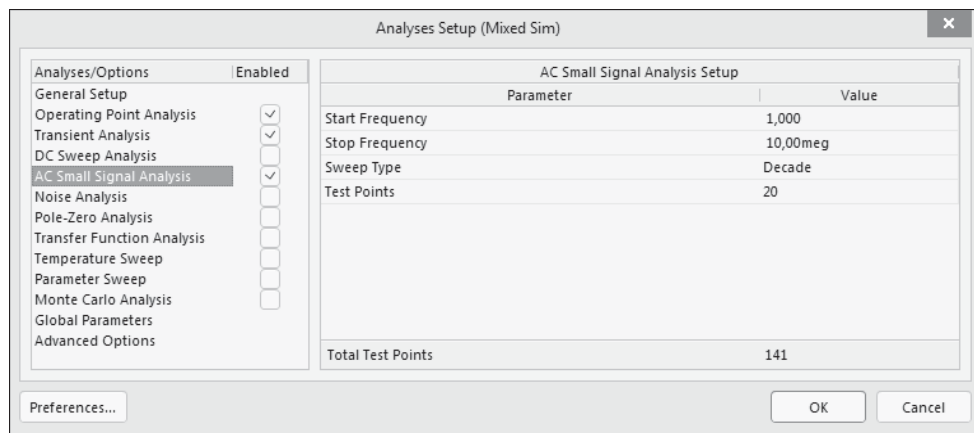 Analyses Setup (Mixed Sim)
Analyses/Options Enabled
General Setup
Operating Point Analysis
Transient Analysis
DC Sweep Analysis
AC Small Signal Analysis
Noise Analysis
Pole-Zero Analysis
Transfer Function Analysis
Temperature Sweep
Parameter Sweep
Monte Carlo Analysis
Global Parameters
Advanced Options
AC Small Signal Analysis Setup
Parameter Value
Start Frequency 1,000
Stop Frequency 10,00meg
Sweep Type Decade
Test Points 20
Total Test Points 141
Preferences... OK Cancel